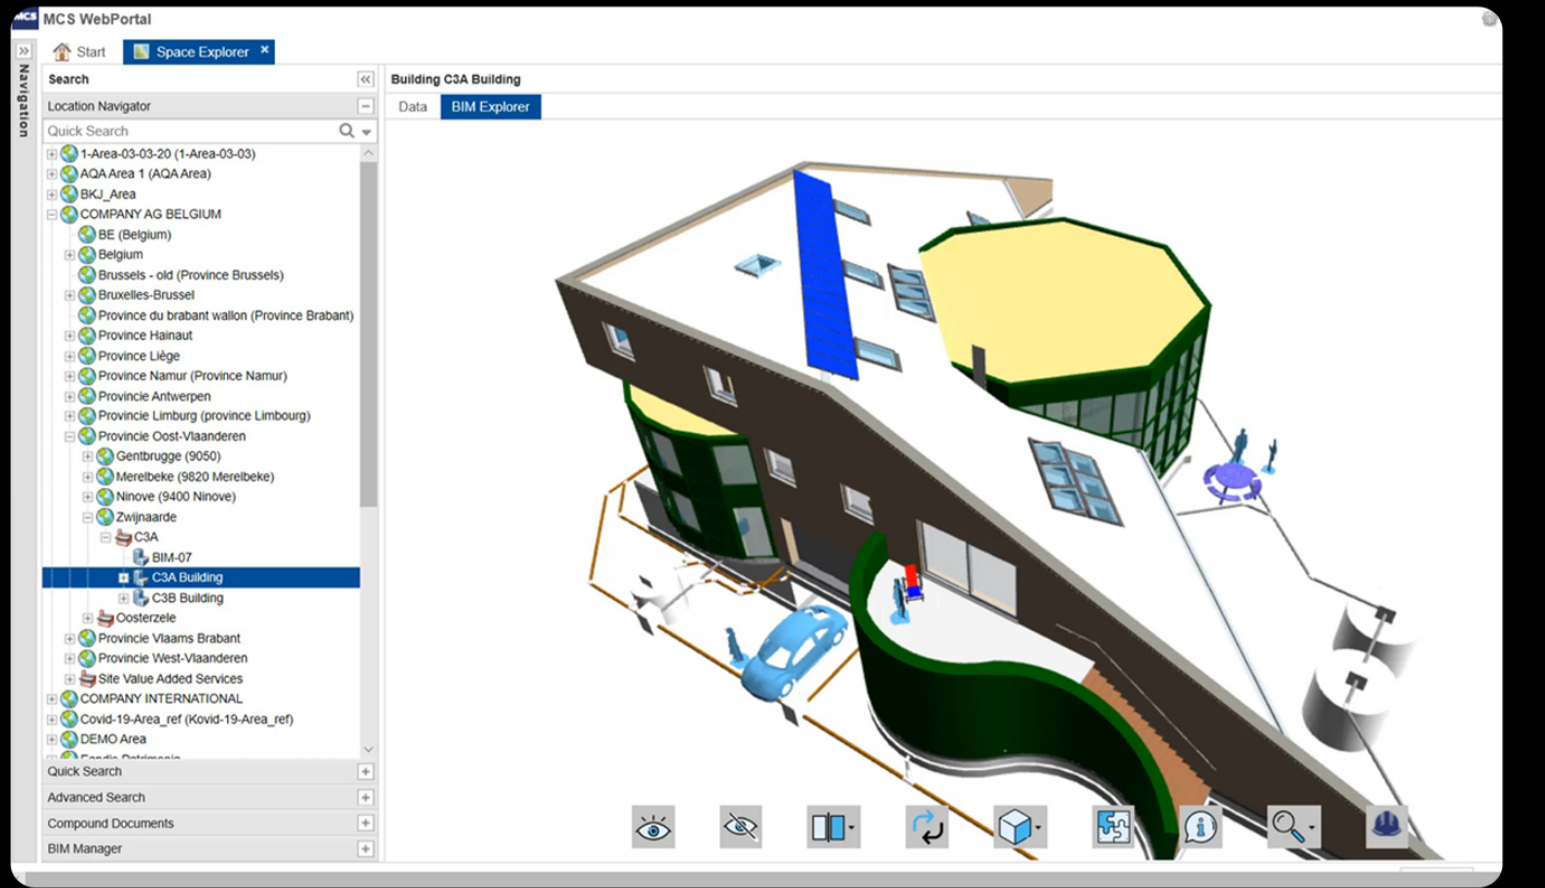 MCS MCS WebPortal
Navigation
Start
Space Explorer
Search
Location Navigator
Quick Search
1-Area-03-03-20 (1-Area-03-03)
AQA Area 1 (AQA Area)
BKJ_Area
COMPANY AG BELGIUM
BE (Belgium)
Belgium
Brussels - old (Province Brussels)
Bruxelles-Brussel
Province du brabant wallon (Province Brabant)
Province Hainaut
Province Liège
Province Namur (Province Namur)
Provincie Antwerpen
Provincie Limburg (province Limbourg)
Provincie Oost-Vlaanderen
Gentbrugge (9050)
Merelbeke (9820 Merelbeke)
Ninove (9400 Ninove)
Zwijnaarde
C3A
BIM-07
C3A Building
C3B Building
Oosterzele
Provincie Vlaams Brabant
Provincie West-Vlaanderen
Site Value Added Services
COMPANY INTERNATIONAL
Covid-19-Area_ref (Kovid-19-Area_ref)
DEMO Area
Quick Search
Advanced Search
Compound Documents
BIM Manager
Building C3A Building
Data
BIM Explorer